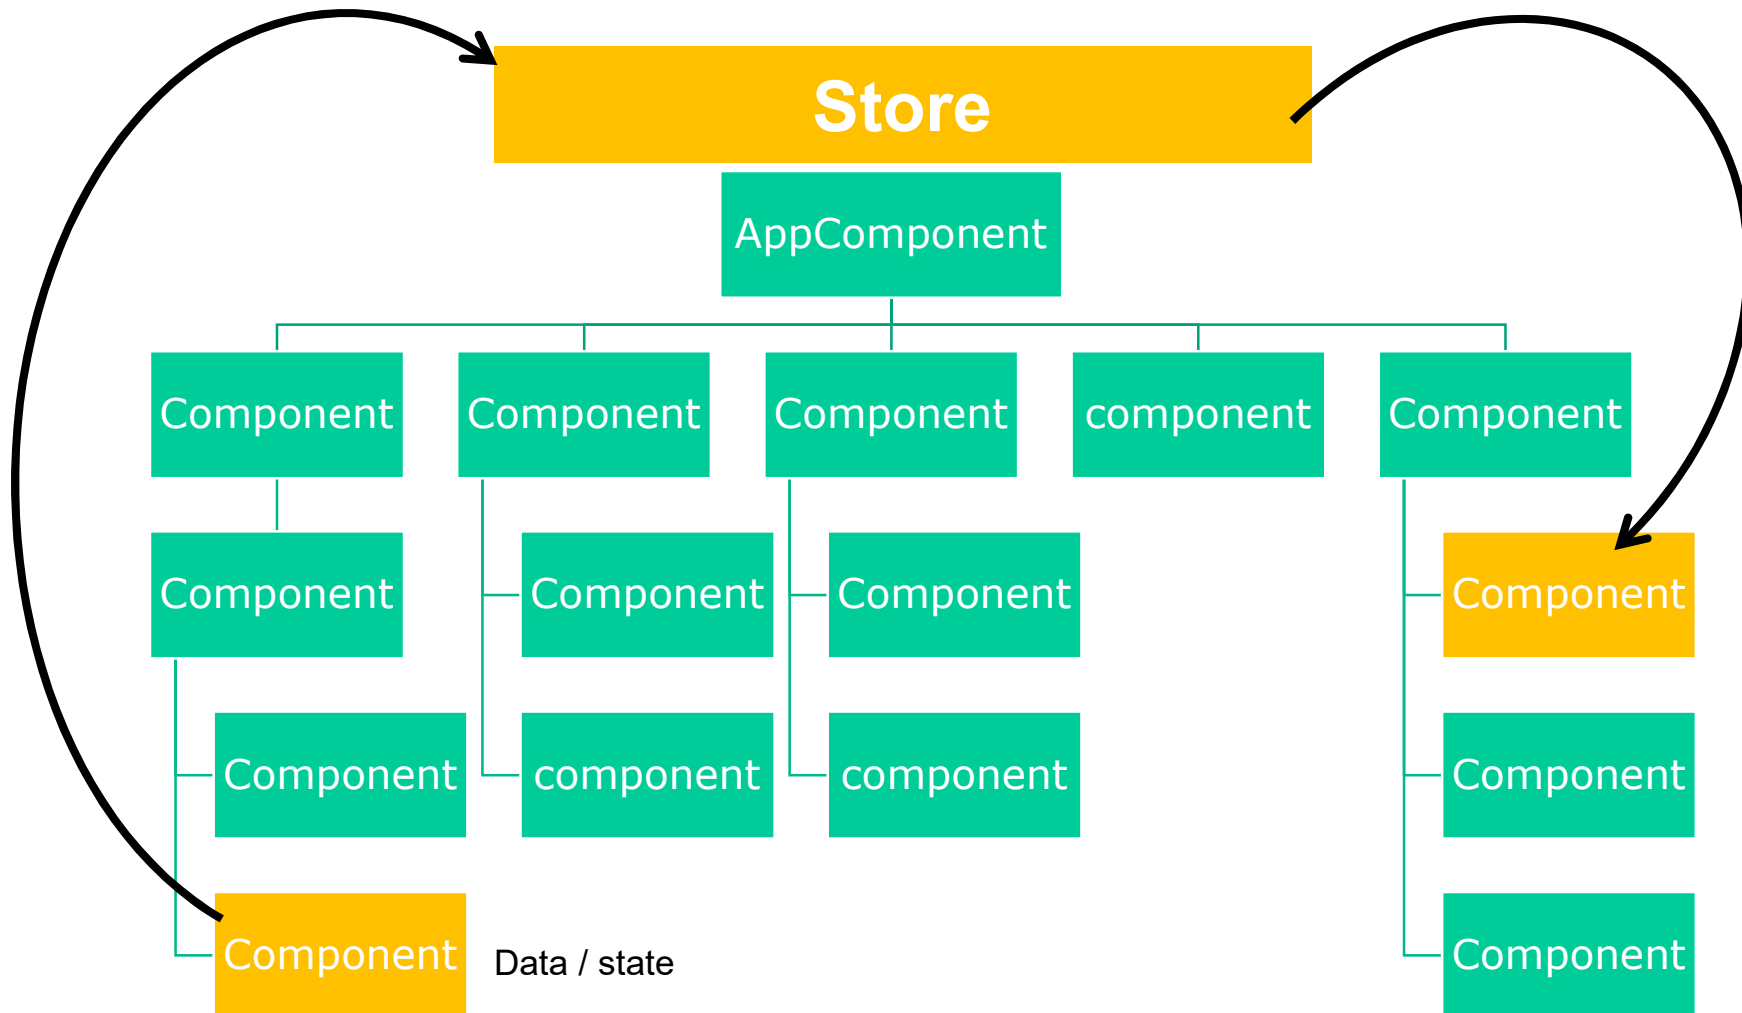 Store
AppComponent
Component
Component
Component
component
Component
Component
Component
Component
Component
Component
component
component
Component
Component
Data / state
Component